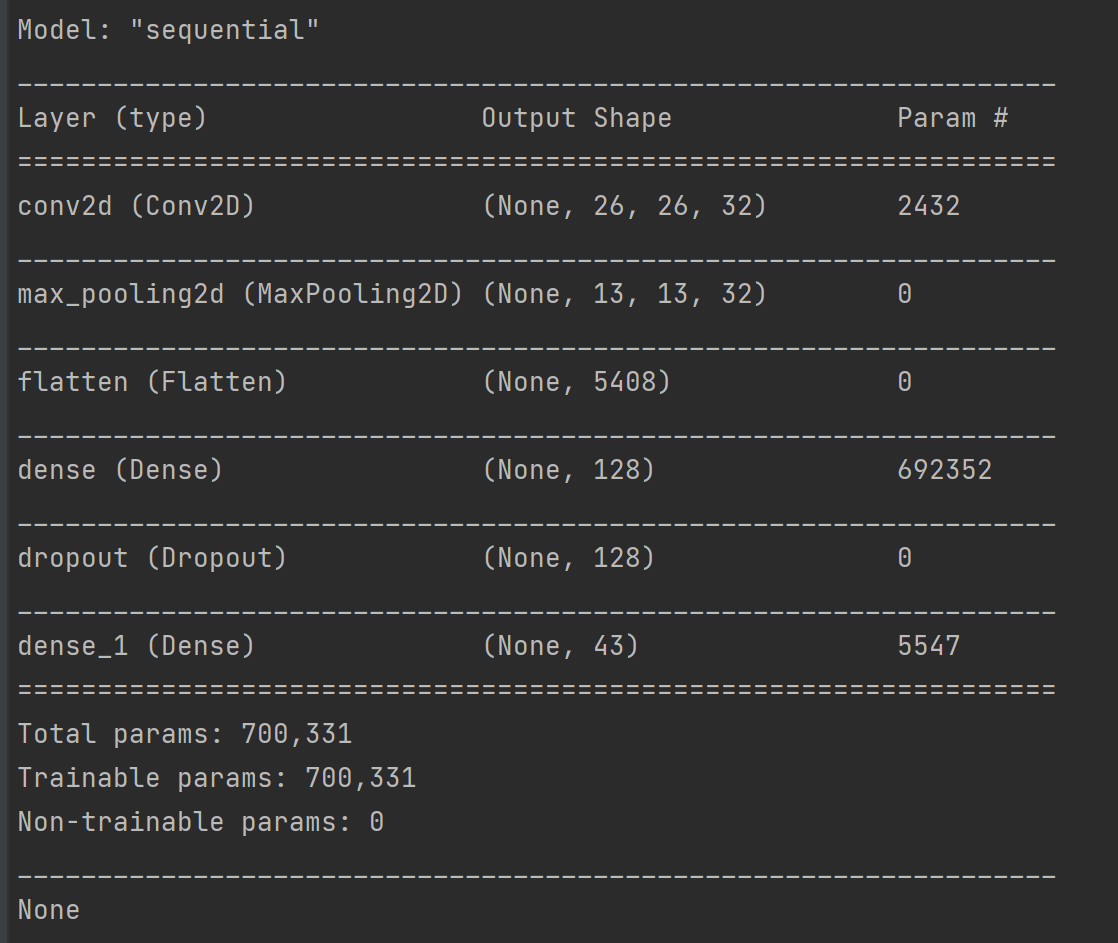 Model: "sequential"
_________________________________________________________________
Layer (type)                 Output Shape              Param #
=================================================================
conv2d (Conv2D)              (None, 26, 26, 32)        2432
_________________________________________________________________
max_pooling2d (MaxPooling2D) (None, 13, 13, 32)        0
_________________________________________________________________
flatten (Flatten)            (None, 5408)              0
_________________________________________________________________
dense (Dense)                (None, 128)               692352
_________________________________________________________________
dropout (Dropout)            (None, 128)               0
_________________________________________________________________
dense_1 (Dense)              (None, 43)                5547
=================================================================
Total params: 700,331
Trainable params: 700,331
Non-trainable params: 0
_________________________________________________________________
None